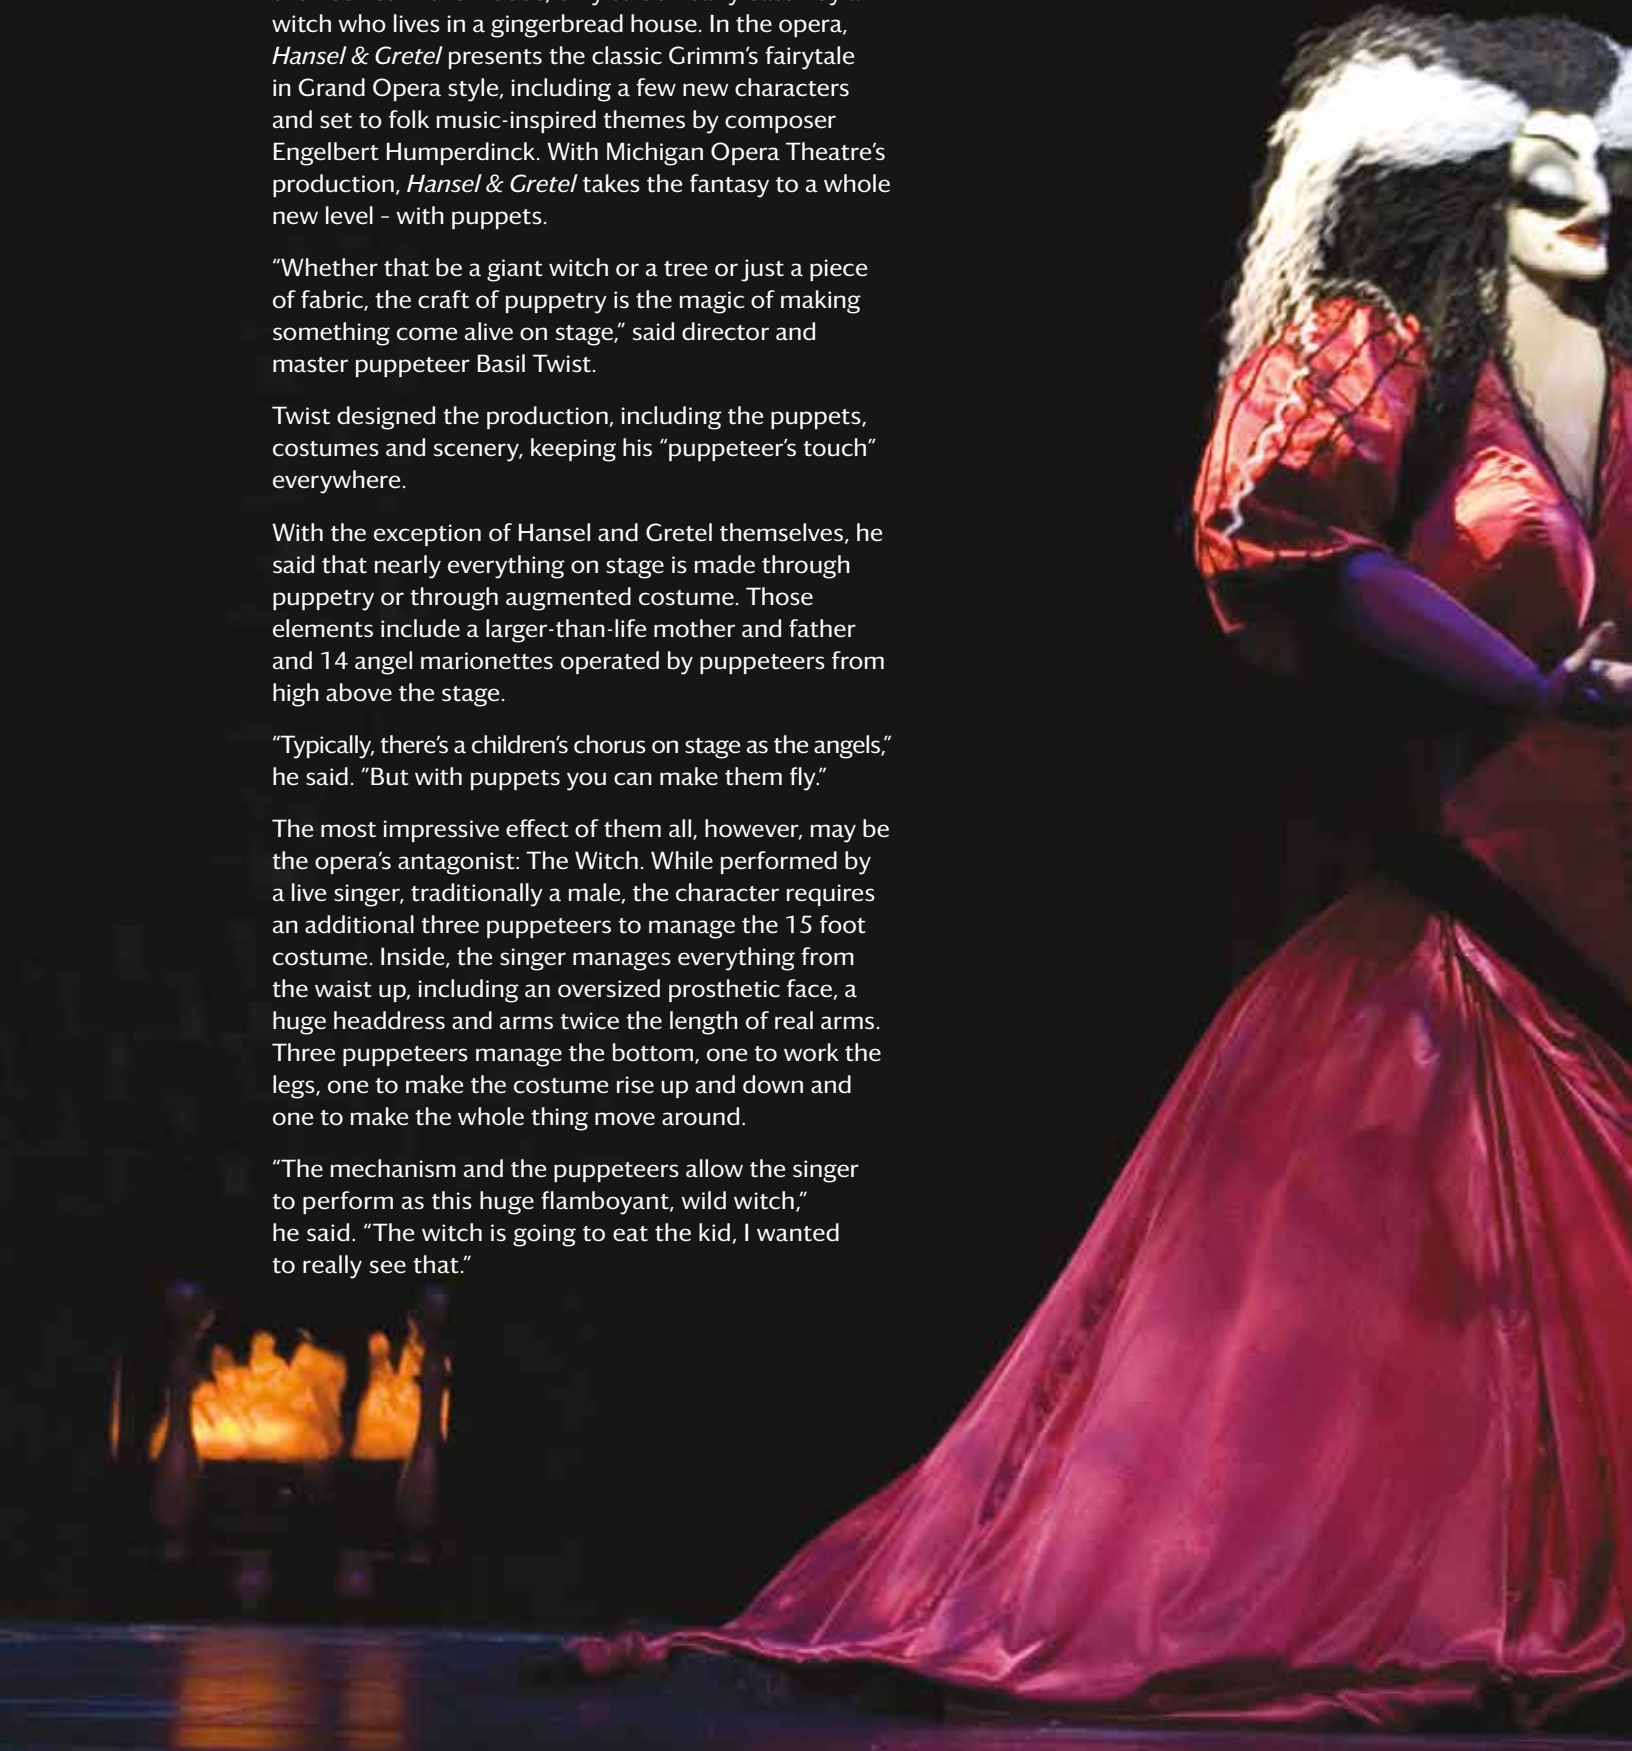 witch who lives in a gingerbread house. In the opera,
Hansel & Gretel presents the classic Grimm’s fairytale
in Grand Opera style, including a few new characters
and set to folk music-inspired themes by composer
Engelbert Humperdinck. With Michigan Opera Theatre’s
production, Hansel & Gretel takes the fantasy to a whole
new level – with puppets.
“Whether that be a giant witch or a tree or just a piece
of fabric, the craft of puppetry is the magic of making
something come alive on stage,” said director and
master puppeteer Basil Twist.
Twist designed the production, including the puppets,
costumes and scenery, keeping his “puppeteer’s touch”
everywhere.
With the exception of Hansel and Gretel themselves, he
said that nearly everything on stage is made through
puppetry or through augmented costume. Those
elements include a larger-than-life mother and father
and 14 angel marionettes operated by puppeteers from
high above the stage.
“Typically, there’s a children’s chorus on stage as the angels,”
he said. ”But with puppets you can make them fly.”
The most impressive effect of them all, however, may be
the opera’s antagonist: The Witch. While performed by
a live singer, traditionally a male, the character requires
an additional three puppeteers to manage the 15 foot
costume. Inside, the singer manages everything from
the waist up, including an oversized prosthetic face, a
huge headdress and arms twice the length of real arms.
Three puppeteers manage the bottom, one to work the
legs, one to make the costume rise up and down and
one to make the whole thing move around.
“The mechanism and the puppeteers allow the singer
to perform as this huge flamboyant, wild witch,”
he said. “The witch is going to eat the kid, I wanted
to really see that.”